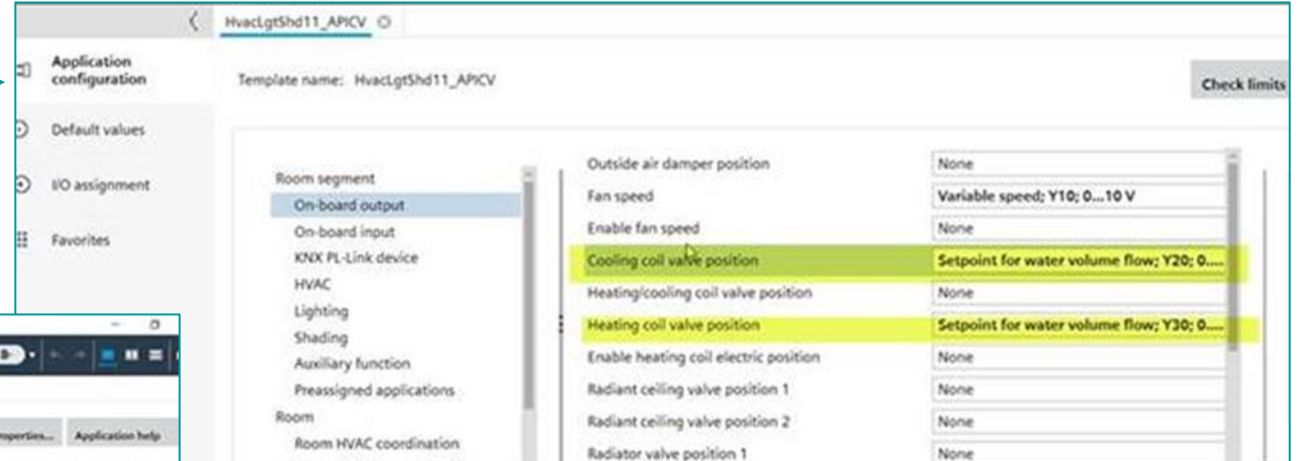 HvacLgtShd11_APICV
Application
configuration
Template name: HvacLgtShd11_APICV
Check limits
Default values
I/O assignment
Favorites
Room segment
On-board output
On-board input
KNX PL-Link device
HVAC
Lighting
Shading
Auxiliary function
Preassigned applications
Room
Room HVAC coordination
Outside air damper position None
Fan speed Variable speed; Y10; 0...10 V
Enable fan speed None
Cooling coil valve position Setpoint for water volume flow; Y20; 0....
Heating/cooling coil valve position None
Heating coil valve position Setpoint for water volume flow; Y30; 0....
Enable heating coil electric position None
Radiant ceiling valve position 1 None
Radiant ceiling valve position 2 None
Radiator valve position 1 None
Application help